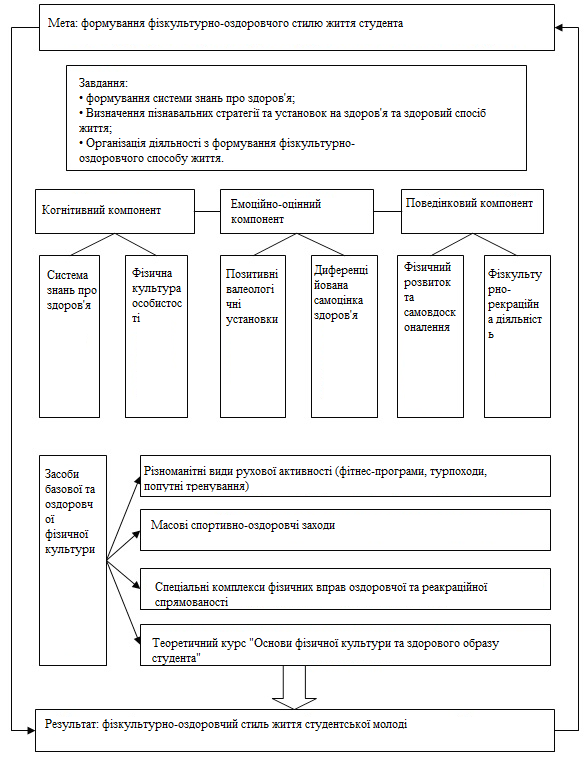 Мета: формування фізкультурно-оздоровчого стилю життя студента
Завдання:
• формування системи знань про здоров'я;
• Визначення пізнавальних стратегії та установок на здоров'я та здоровий спосіб
життя;
• Організація діяльності з формування фізкультурно-
оздоровчого способу життя.
Когнітивний компонент
Емоційно-оцінний
компонент
Поведінковий компонент
Система
знань про
здоров'я
Фізична
культура
особистос
ті
Позитивні
валеологі
чні
установки
Диференці
йована
самоцінка
здоров'я
Фізичний
розвиток
та
самовдоск
оналення
Фізкульту
рно-
рекраційн
а діяльніст
ь
Засоби
базової та
оздоровч
ої
фізичної
культури
Різноманітні види рухової активності (фітнес-програми, турпоходи,
попутні тренування)
Масові спортивно-оздоровчі заходи
Спеціальні комплекси фізичних вправ оздоровчої та реакраційної
спрямованості
Теоретичний курс "Основи фізичної культури та здорового образу
студента"
Результат: фізкультурно-оздоровчий стиль життя студентської молоді